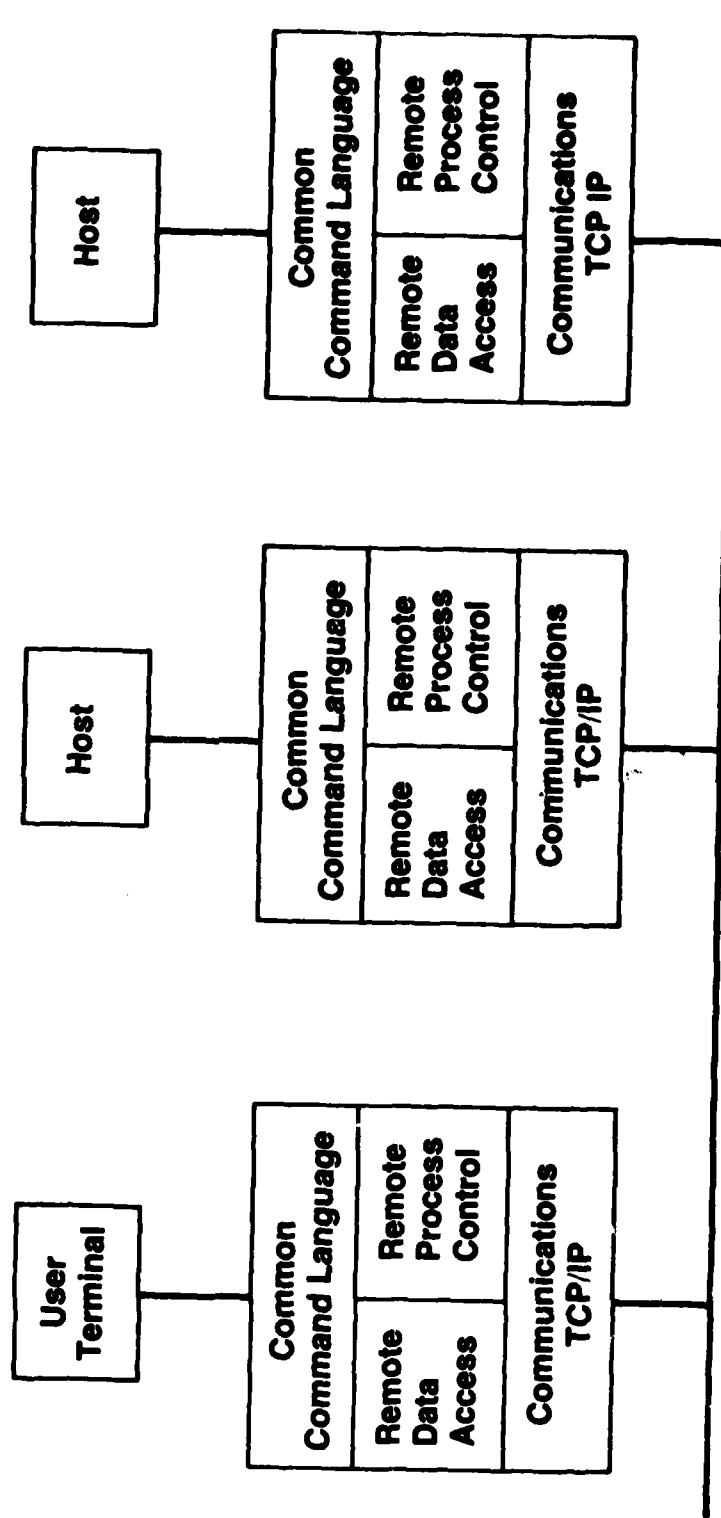 User
Terminal
Common
Command Language
Remote
Data
Access
Remote
Process
Control
Communications
TCP/IP
Host
Common
Command Language
Remote
Data
Access
Remote
Process
Control
Communications
TCP/IP
Host
Common
Command Language
Remote
Data
Access
Remote
Process
Control
Communications
TCP IP